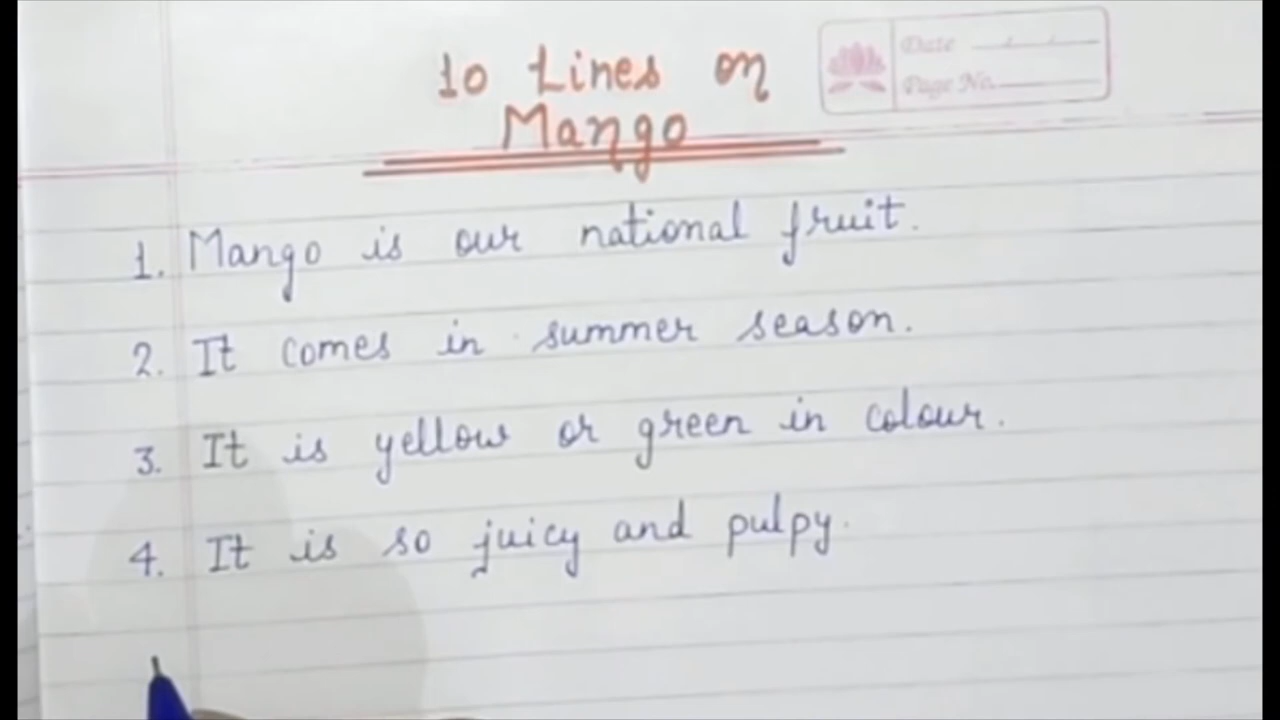 10 Lines on
Mango
Date
Page No.
1. Mango is our national fruit.
2. It comes in summer season.
3. It is yellow or green in colour.
4. It is so juicy and pulpy.